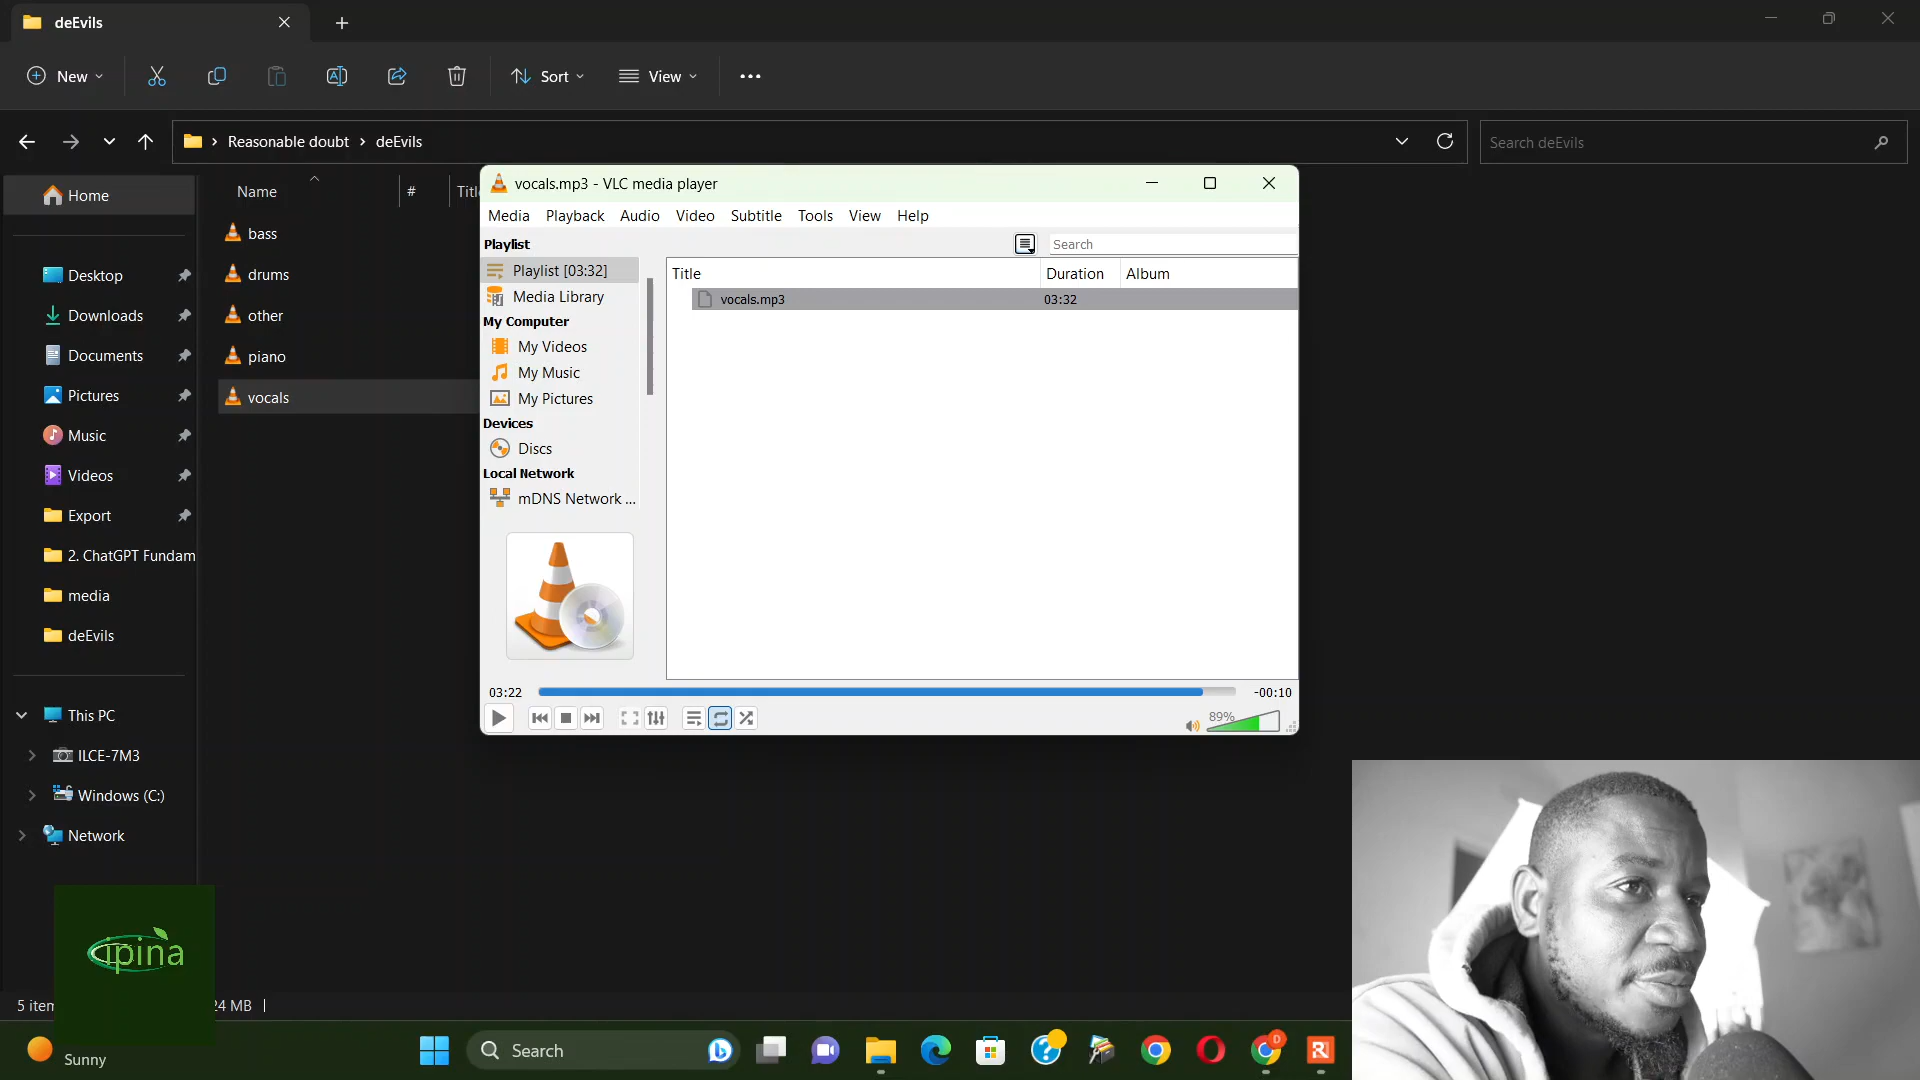 deEvils
New
Sort
View
Reasonable doubt > deEvils
Search deEvils
Home
Desktop
Downloads
Documents
Pictures
Music
Videos
Export
2. ChatGPT Fundam
media
deEvils
This PC
ILCE-7M3
Windows (C:)
Network
Name
#
bass
drums
other
piano
vocals
vocals.mp3 - VLC media player
Media Playback Audio Video Subtitle Tools View Help
Playlist
Search
Playlist [03:32]
Media Library
My Computer
My Videos
My Music
My Pictures
Devices
Discs
Local Network
mDNS Network ...
Title Duration Album
vocals.mp3 03:32
03:22
-00:10
89%
ipina
24 MB
Sunny
Search